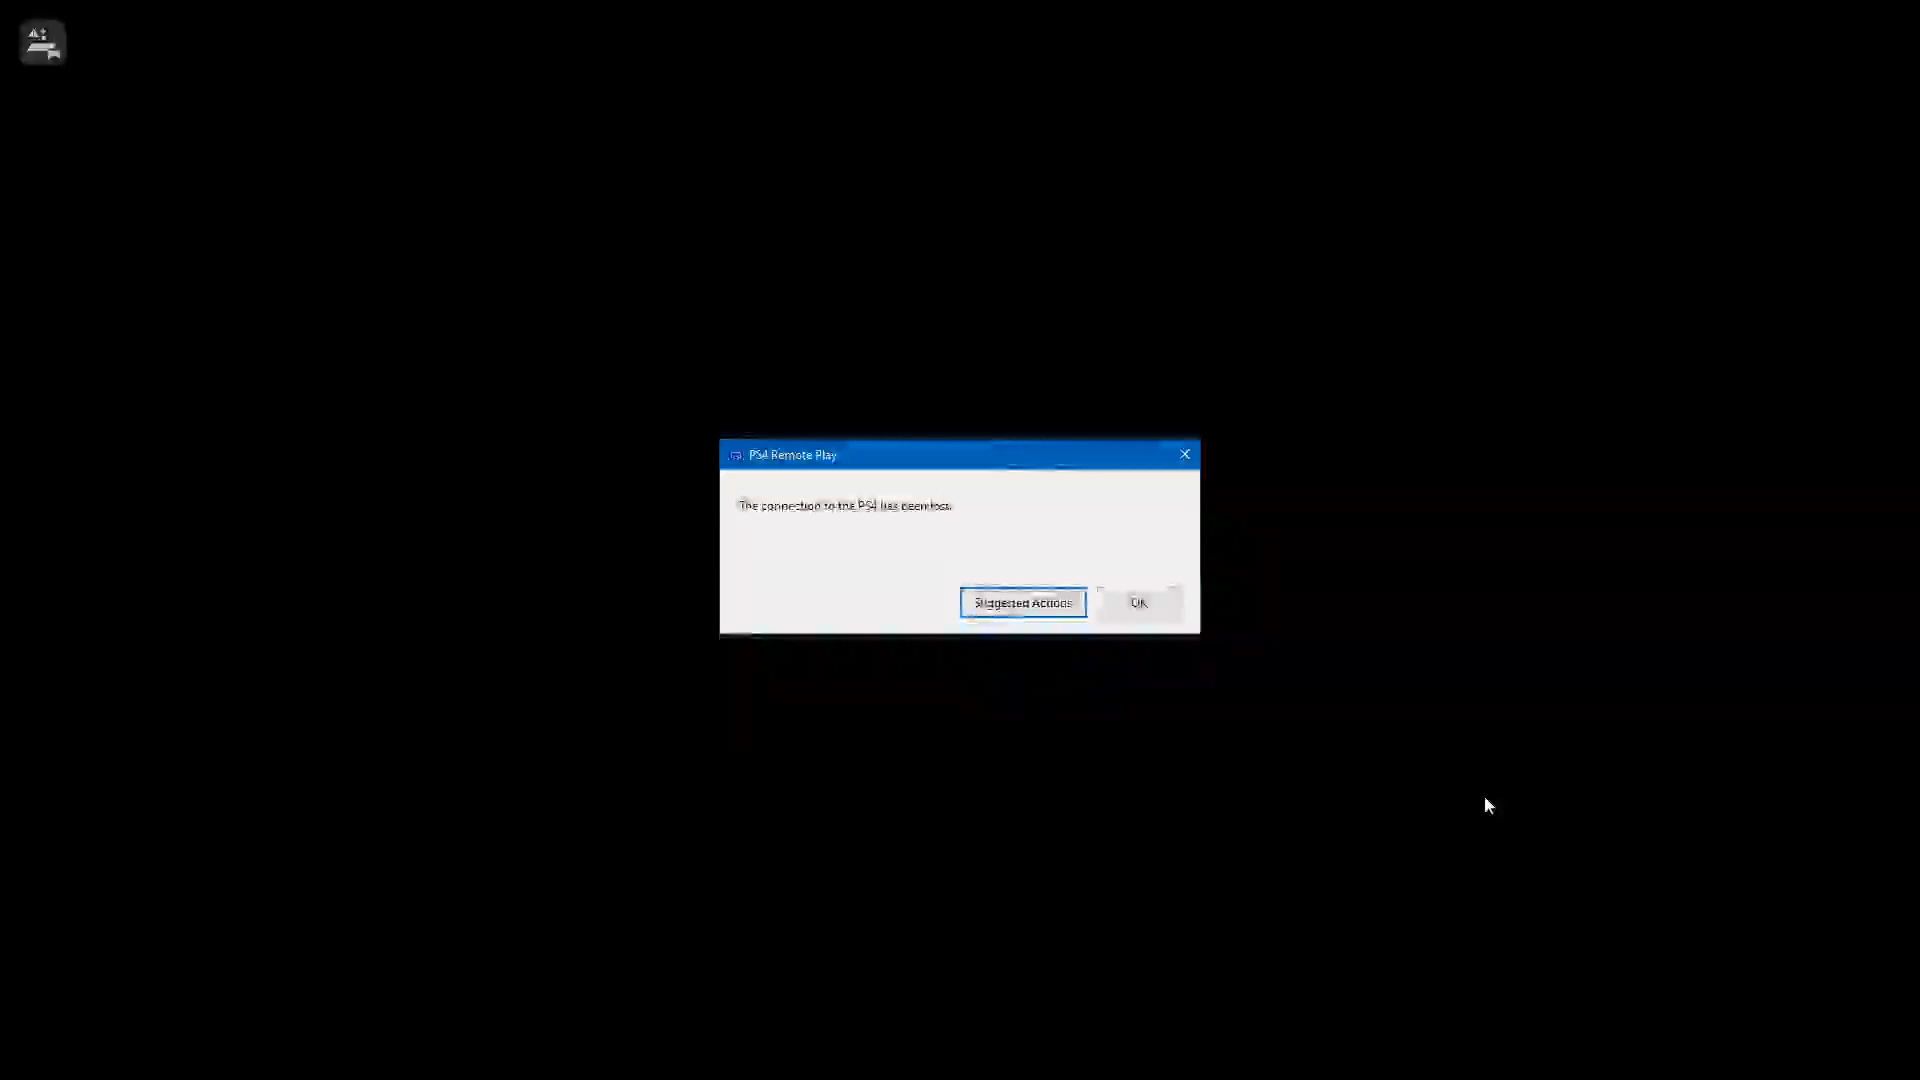 PS4 Remote Play
The connection to the PS4 has been lost.
Suggested Actions
OK